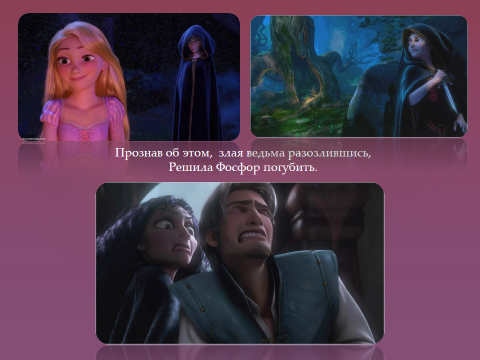 Прознав об этом,  злая ведьма разозлившись,
Решила Фосфор погубить.